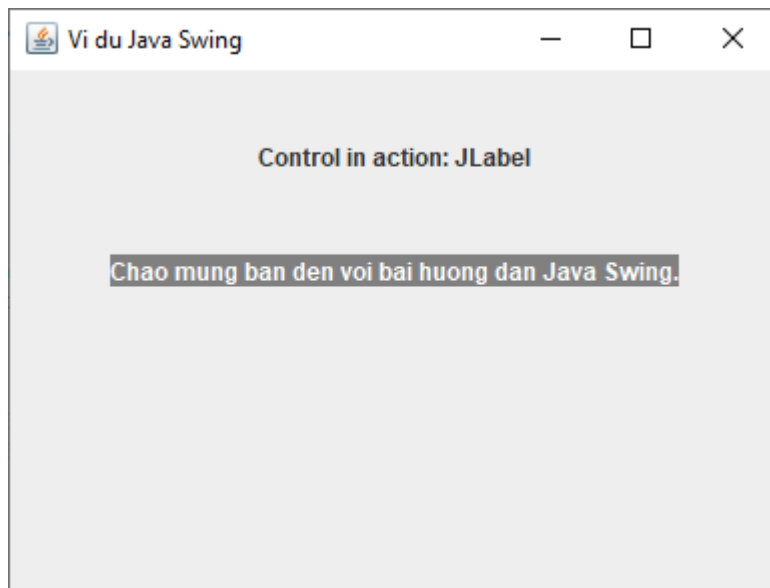 Vi du Java Swing
Control in action: JLabel
Chao mung ban den voi bai huong dan Java Swing.